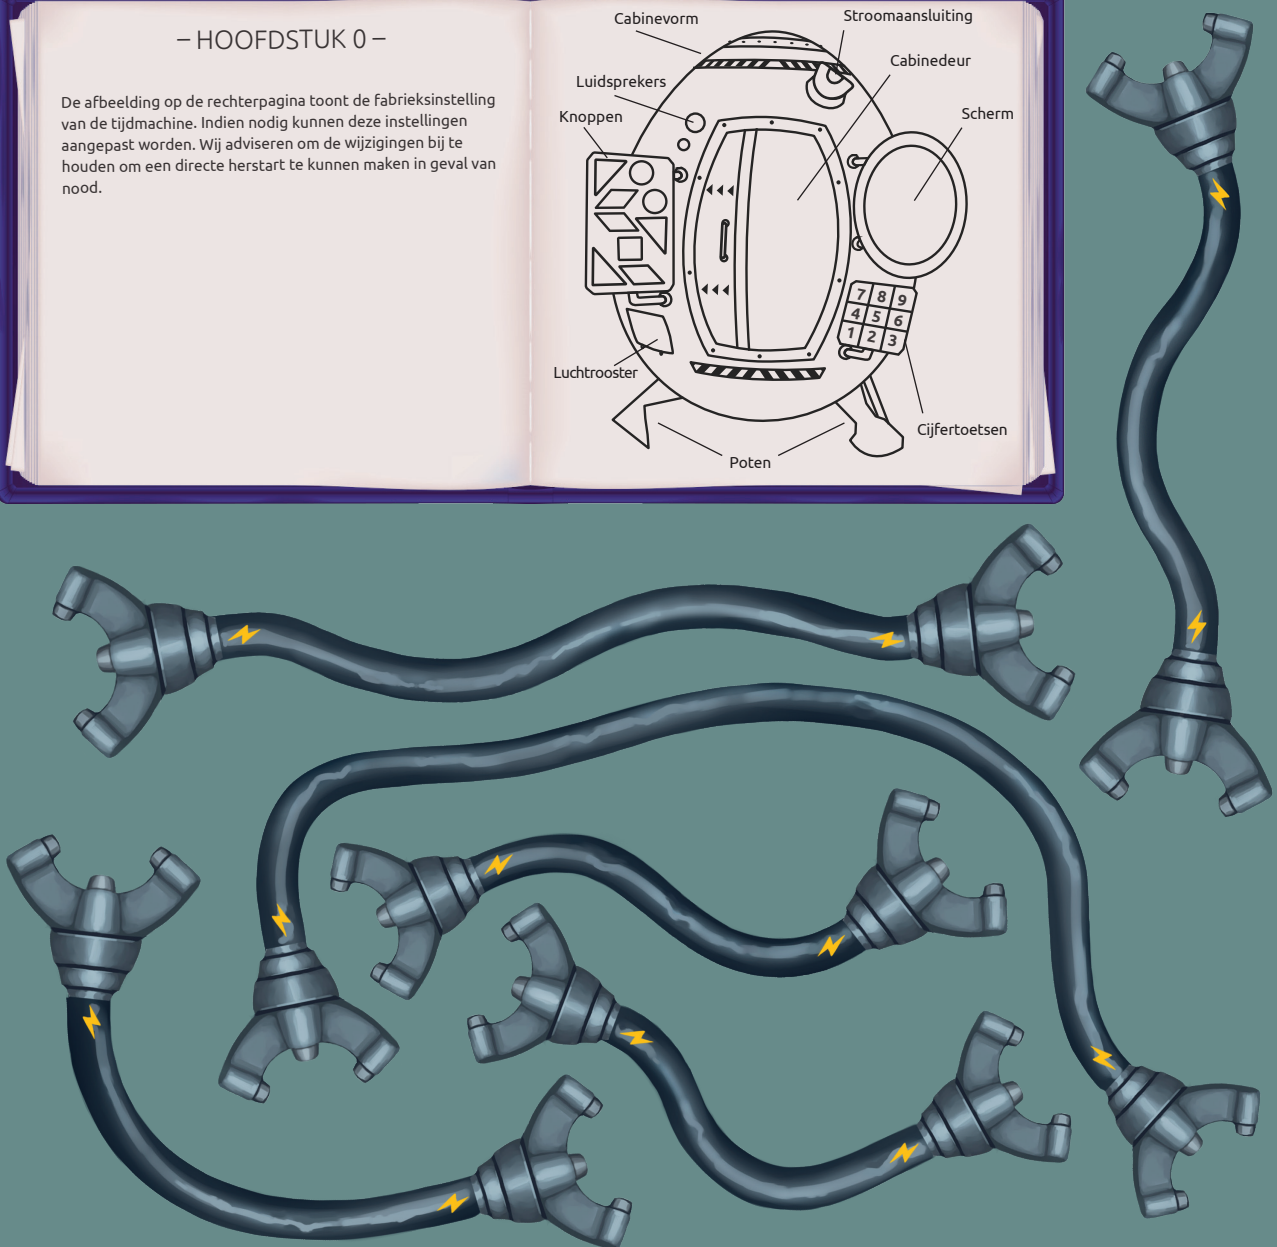 – HOOFDSTUK 0 –
De afbeelding op de rechterpagina toont de fabrieksinstelling
van de tijdmachine. Indien nodig kunnen deze instellingen
aangepast worden. Wij adviseren om de wijzigingen bij te
houden om een directe herstart te kunnen maken in geval van
nood.
Cabinevorm
Stroomaansluiting
Cabinedeur
Luidsprekers
Knoppen
Scherm
7 8 9
4 5 6
1 2 3
Luchtrooster
Cijfertoetsen
Poten